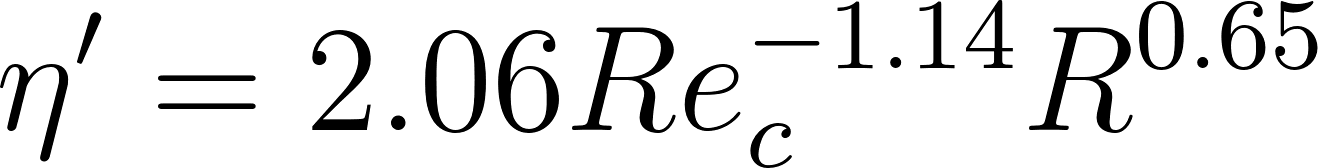 η′ = 2.06Re_c^{−1.14} R^{0.65}